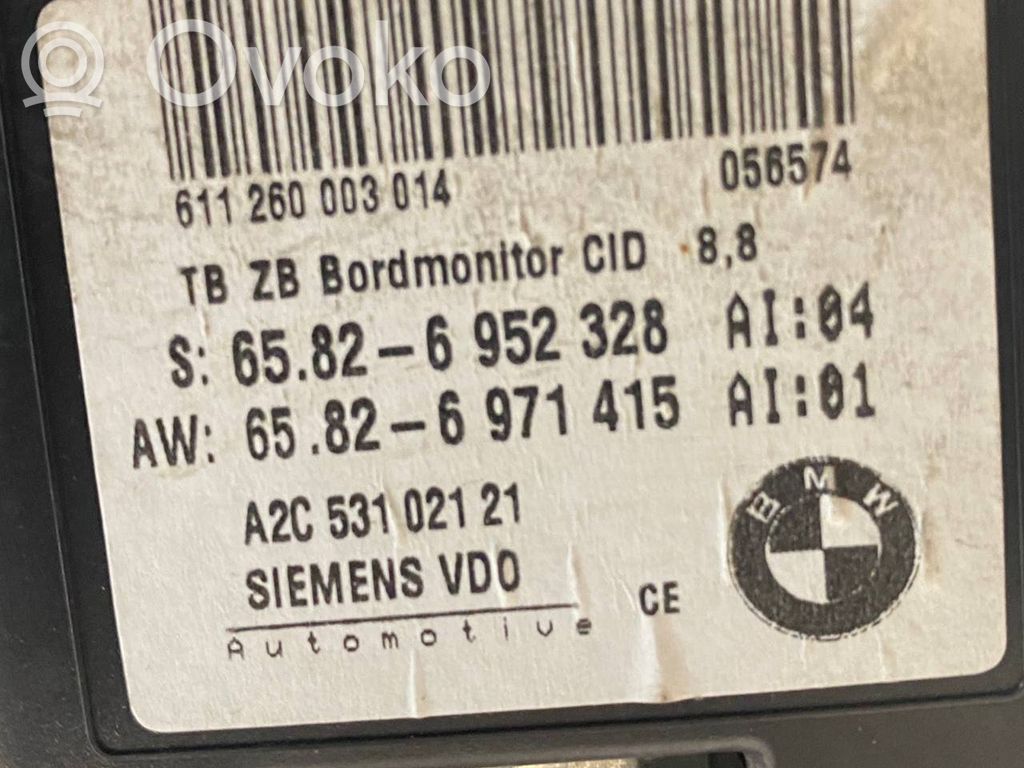 Ovoko
611 260 003 014 056574
TB ZB Bordmonitor CID 8,8
S: 65.82-6 952 328 AI:04
AW: 65.82-6 971 415 AI:01
A2C 531 021 21
BMW
SIEMENS VDO
CE
Automotive